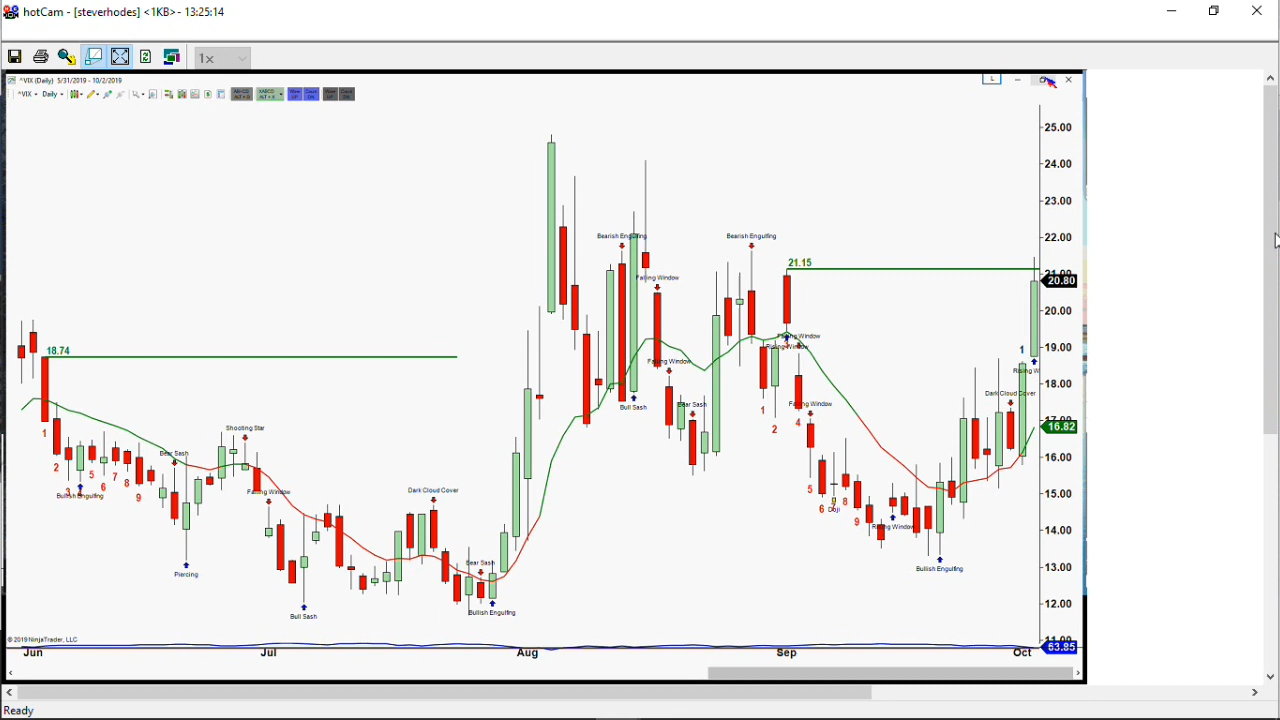 hotCam - [steverhodes] <1KB> - 13:25:14
1x
^VIX (Daily) 5/31/2019 - 10/2/2019
L
^VIX Daily
25.00
24.00
23.00
22.00
21.00
20.80
20.00
19.00
18.00
17.00
16.82
16.00
15.00
14.00
13.00
12.00
11.00
63.85
18.74
21.15
Bearish Engulfing
Bearish Engulfing
Falling Window
Falling Window
Rising Window
Falling Window
Bull Sash
Bear Sash
Falling Window
Shooting Star
Bear Sash
Falling Window
Bullish Engulfing
Piercing
Bull Sash
Dark Cloud Cover
Bear Sash
Bullish Engulfing
Doji
Rising Window
Bullish Engulfing
Dark Cloud Cover
Rising W
1
2
3
5
6
7
8
9
1
2
4
5
6
8
9
1
© 2019 NinjaTrader, LLC
Jun Jul Aug Sep Oct
Ready